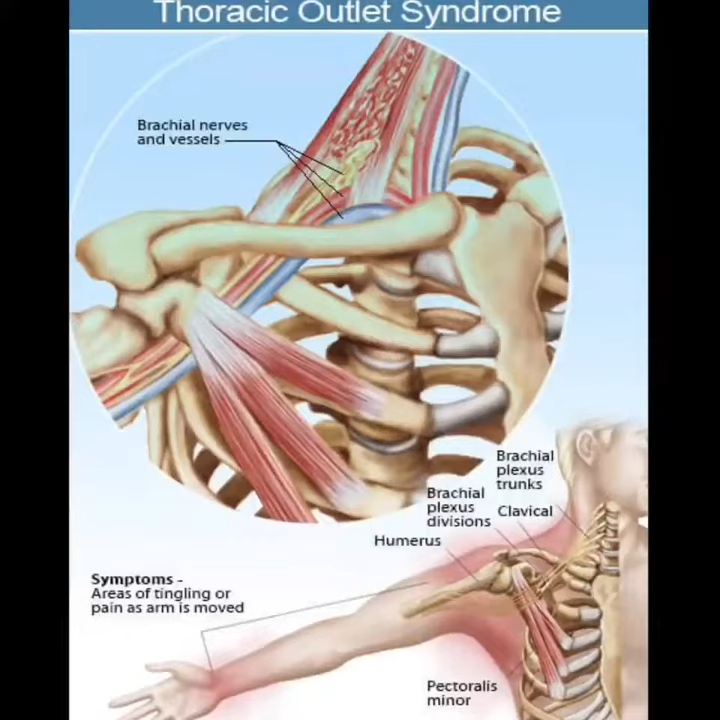 Thoracic Outlet Syndrome
Brachial nerves
and vessels
Brachial
plexus
trunks
Brachial
plexus
divisions
Clavical
Humerus
Symptoms -
Areas of tingling or
pain as arm is moved
Pectoralis
minor